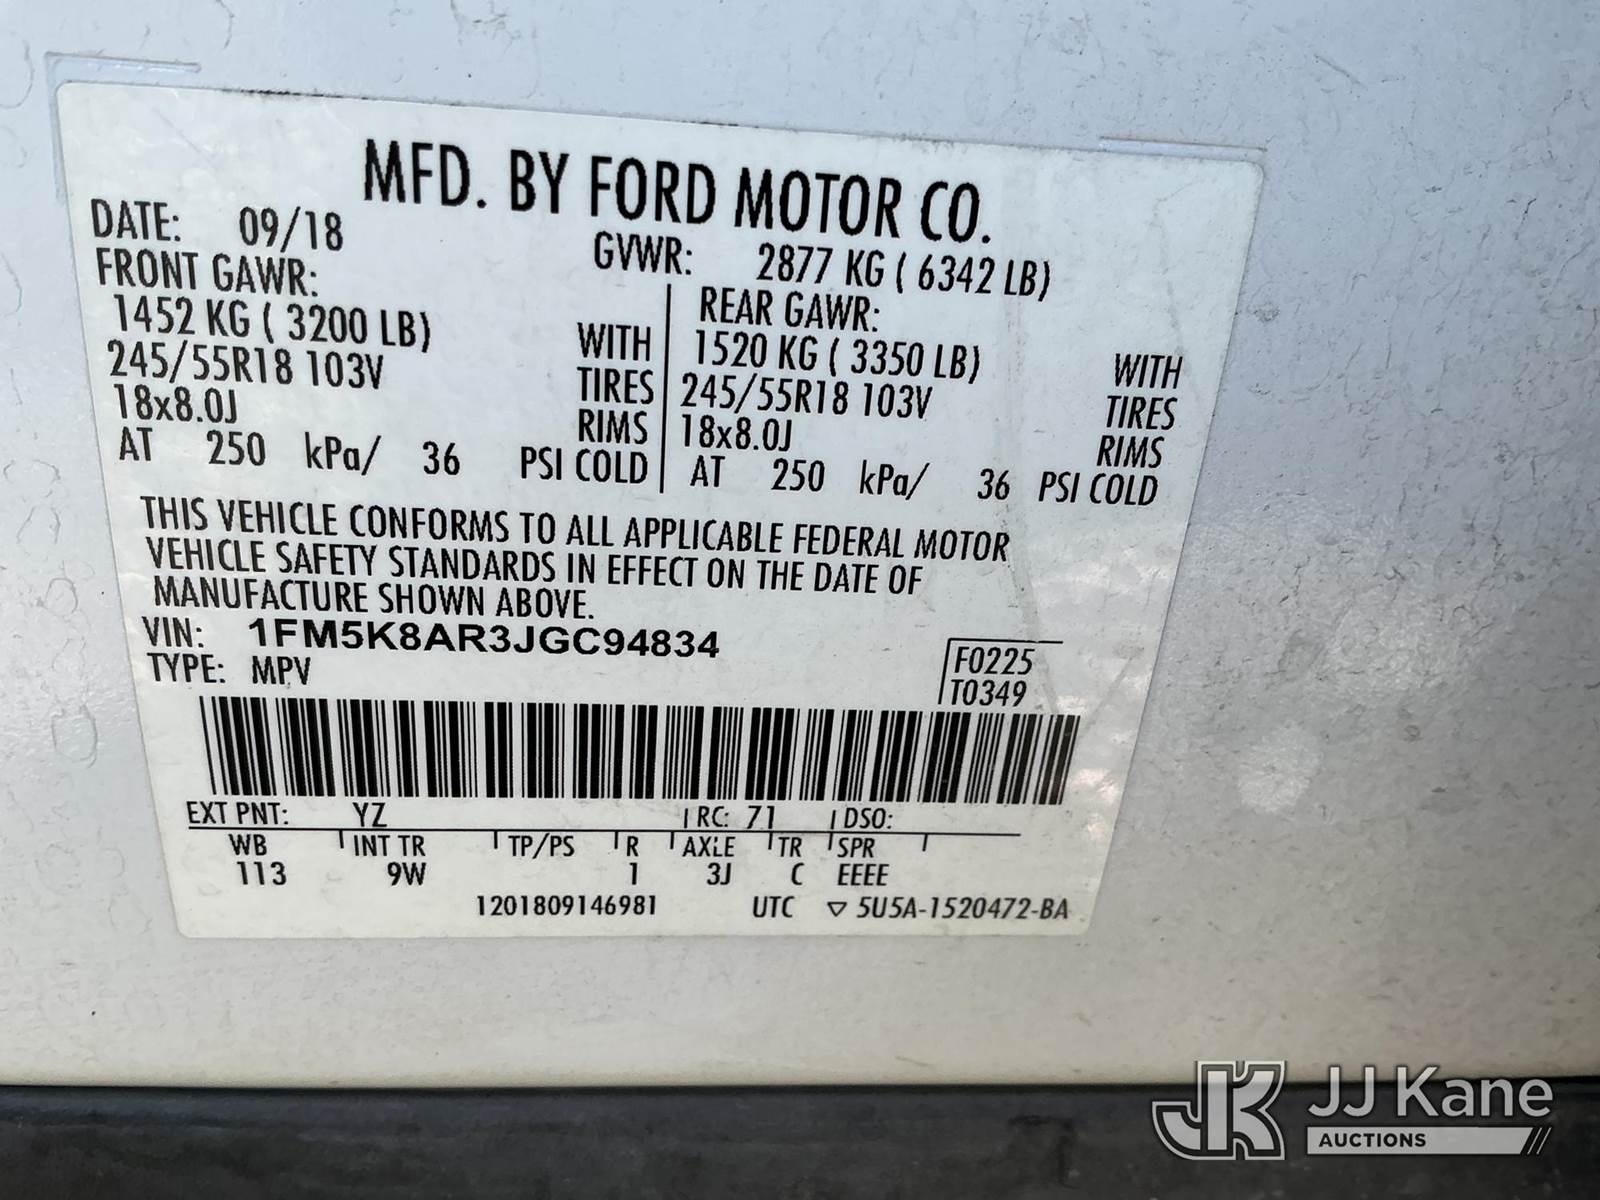 MFD. BY FORD MOTOR CO.
DATE: 09/18 GVWR: 2877 KG ( 6342 LB)
FRONT GAWR: REAR GAWR:
1452 KG ( 3200 LB) WITH 1520 KG ( 3350 LB) WITH
245/55R18 103V TIRES 245/55R18 103V TIRES
18x8.0J RIMS 18x8.0J RIMS
AT 250 kPa/ 36 PSI COLD AT 250 kPa/ 36 PSI COLD
THIS VEHICLE CONFORMS TO ALL APPLICABLE FEDERAL MOTOR
VEHICLE SAFETY STANDARDS IN EFFECT ON THE DATE OF
MANUFACTURE SHOWN ABOVE.
VIN: 1FM5K8AR3JGC94834
F0225
TYPE: MPV
T0349
EXT PNT: YZ RC: 71 DSO:
WB INT TR TP/PS R AXLE TR SPR
113 9W 1 3J C EEEE
1201809146981 UTC ▽ 5U5A-1520472-BA
JK JJ Kane
AUCTIONS